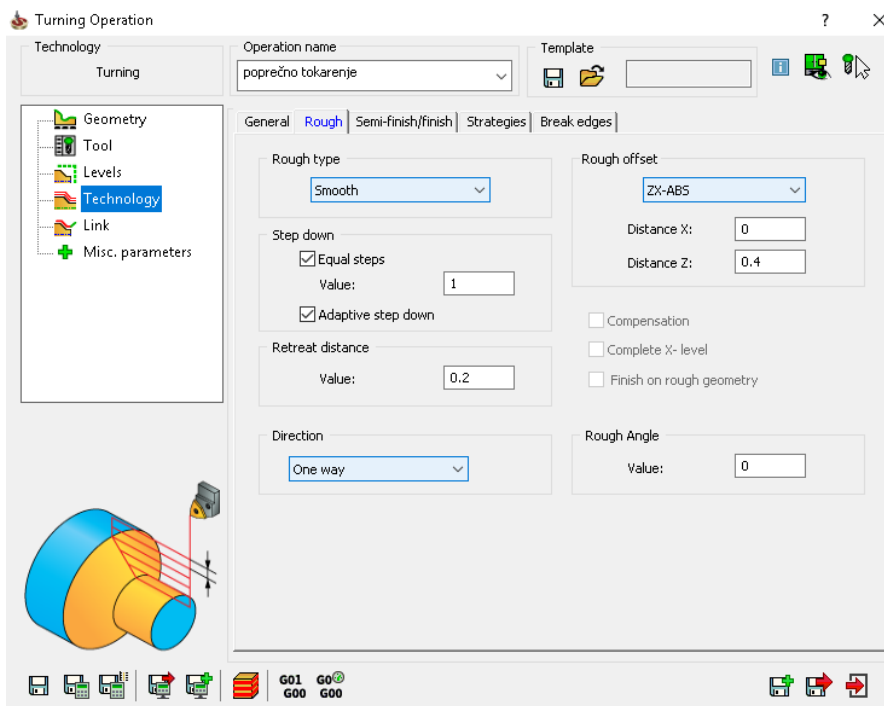 Turning Operation
?
Technology
Turning
Operation name
poprečno tokarenje
Template
Geometry
Tool
Levels
Technology
Link
Misc. parameters
General
Rough
Semi-finish/finish
Strategies
Break edges
Rough type
Smooth
Step down
Equal steps
Value:
1
Adaptive step down
Retreat distance
Value:
0.2
Direction
One way
Rough offset
ZX-ABS
Distance X:
0
Distance Z:
0.4
Compensation
Complete X- level
Finish on rough geometry
Rough Angle
Value:
0
G01
G00
G00
G00